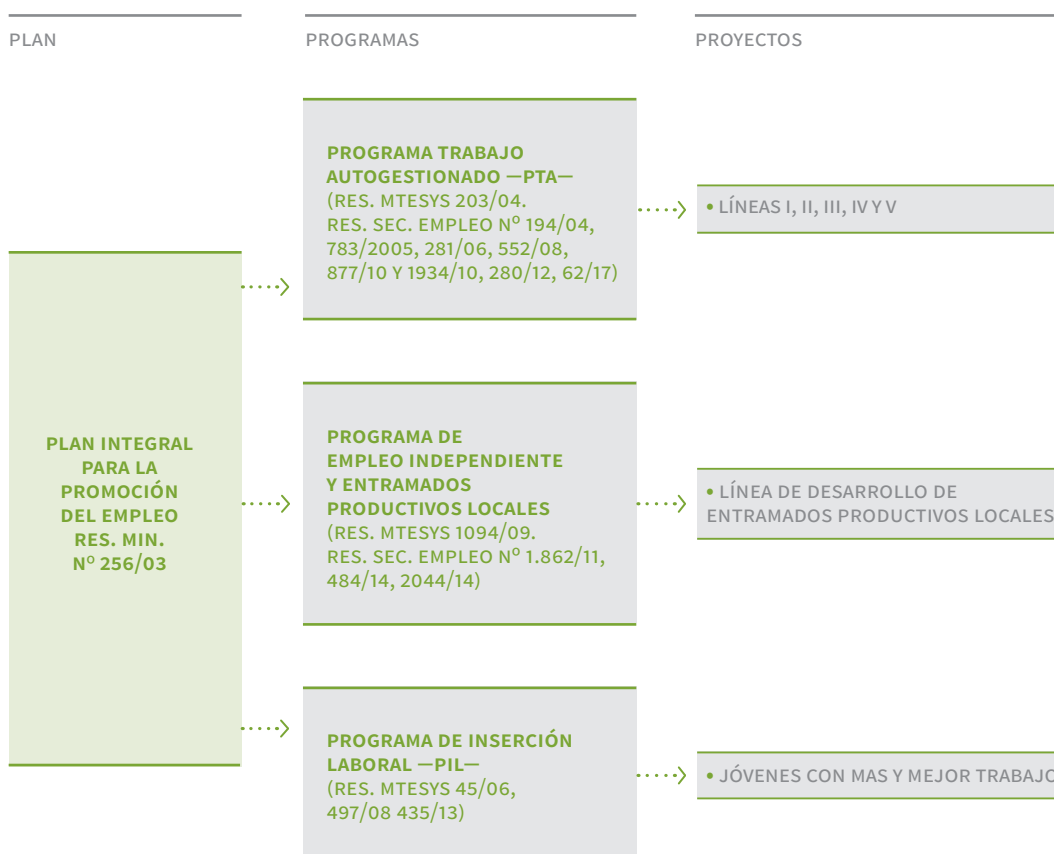 PLAN
PROGRAMAS
PROYECTOS
PLAN INTEGRAL
PARA LA
PROMOCIÓN
DEL EMPLEO
RES. MIN.
Nº 256/03
PROGRAMA TRABAJO
AUTOGESTIONADO —PTA—
(RES. MTESYS 203/04.
RES. SEC. EMPLEO Nº 194/04,
783/2005, 281/06, 552/08,
877/10 Y 1934/10, 280/12, 62/17)
• LÍNEAS I, II, III, IV Y V
PROGRAMA DE
EMPLEO INDEPENDIENTE
Y ENTRAMADOS
PRODUCTIVOS LOCALES
(RES. MTESYS 1094/09.
RES. SEC. EMPLEO Nº 1.862/11,
484/14, 2044/14)
• LÍNEA DE DESARROLLO DE
ENTRAMADOS PRODUCTIVOS LOCALES
PROGRAMA DE INSERCIÓN
LABORAL —PIL—
(RES. MTESYS 45/06,
497/08 435/13)
• JÓVENES CON MAS Y MEJOR TRABAJO